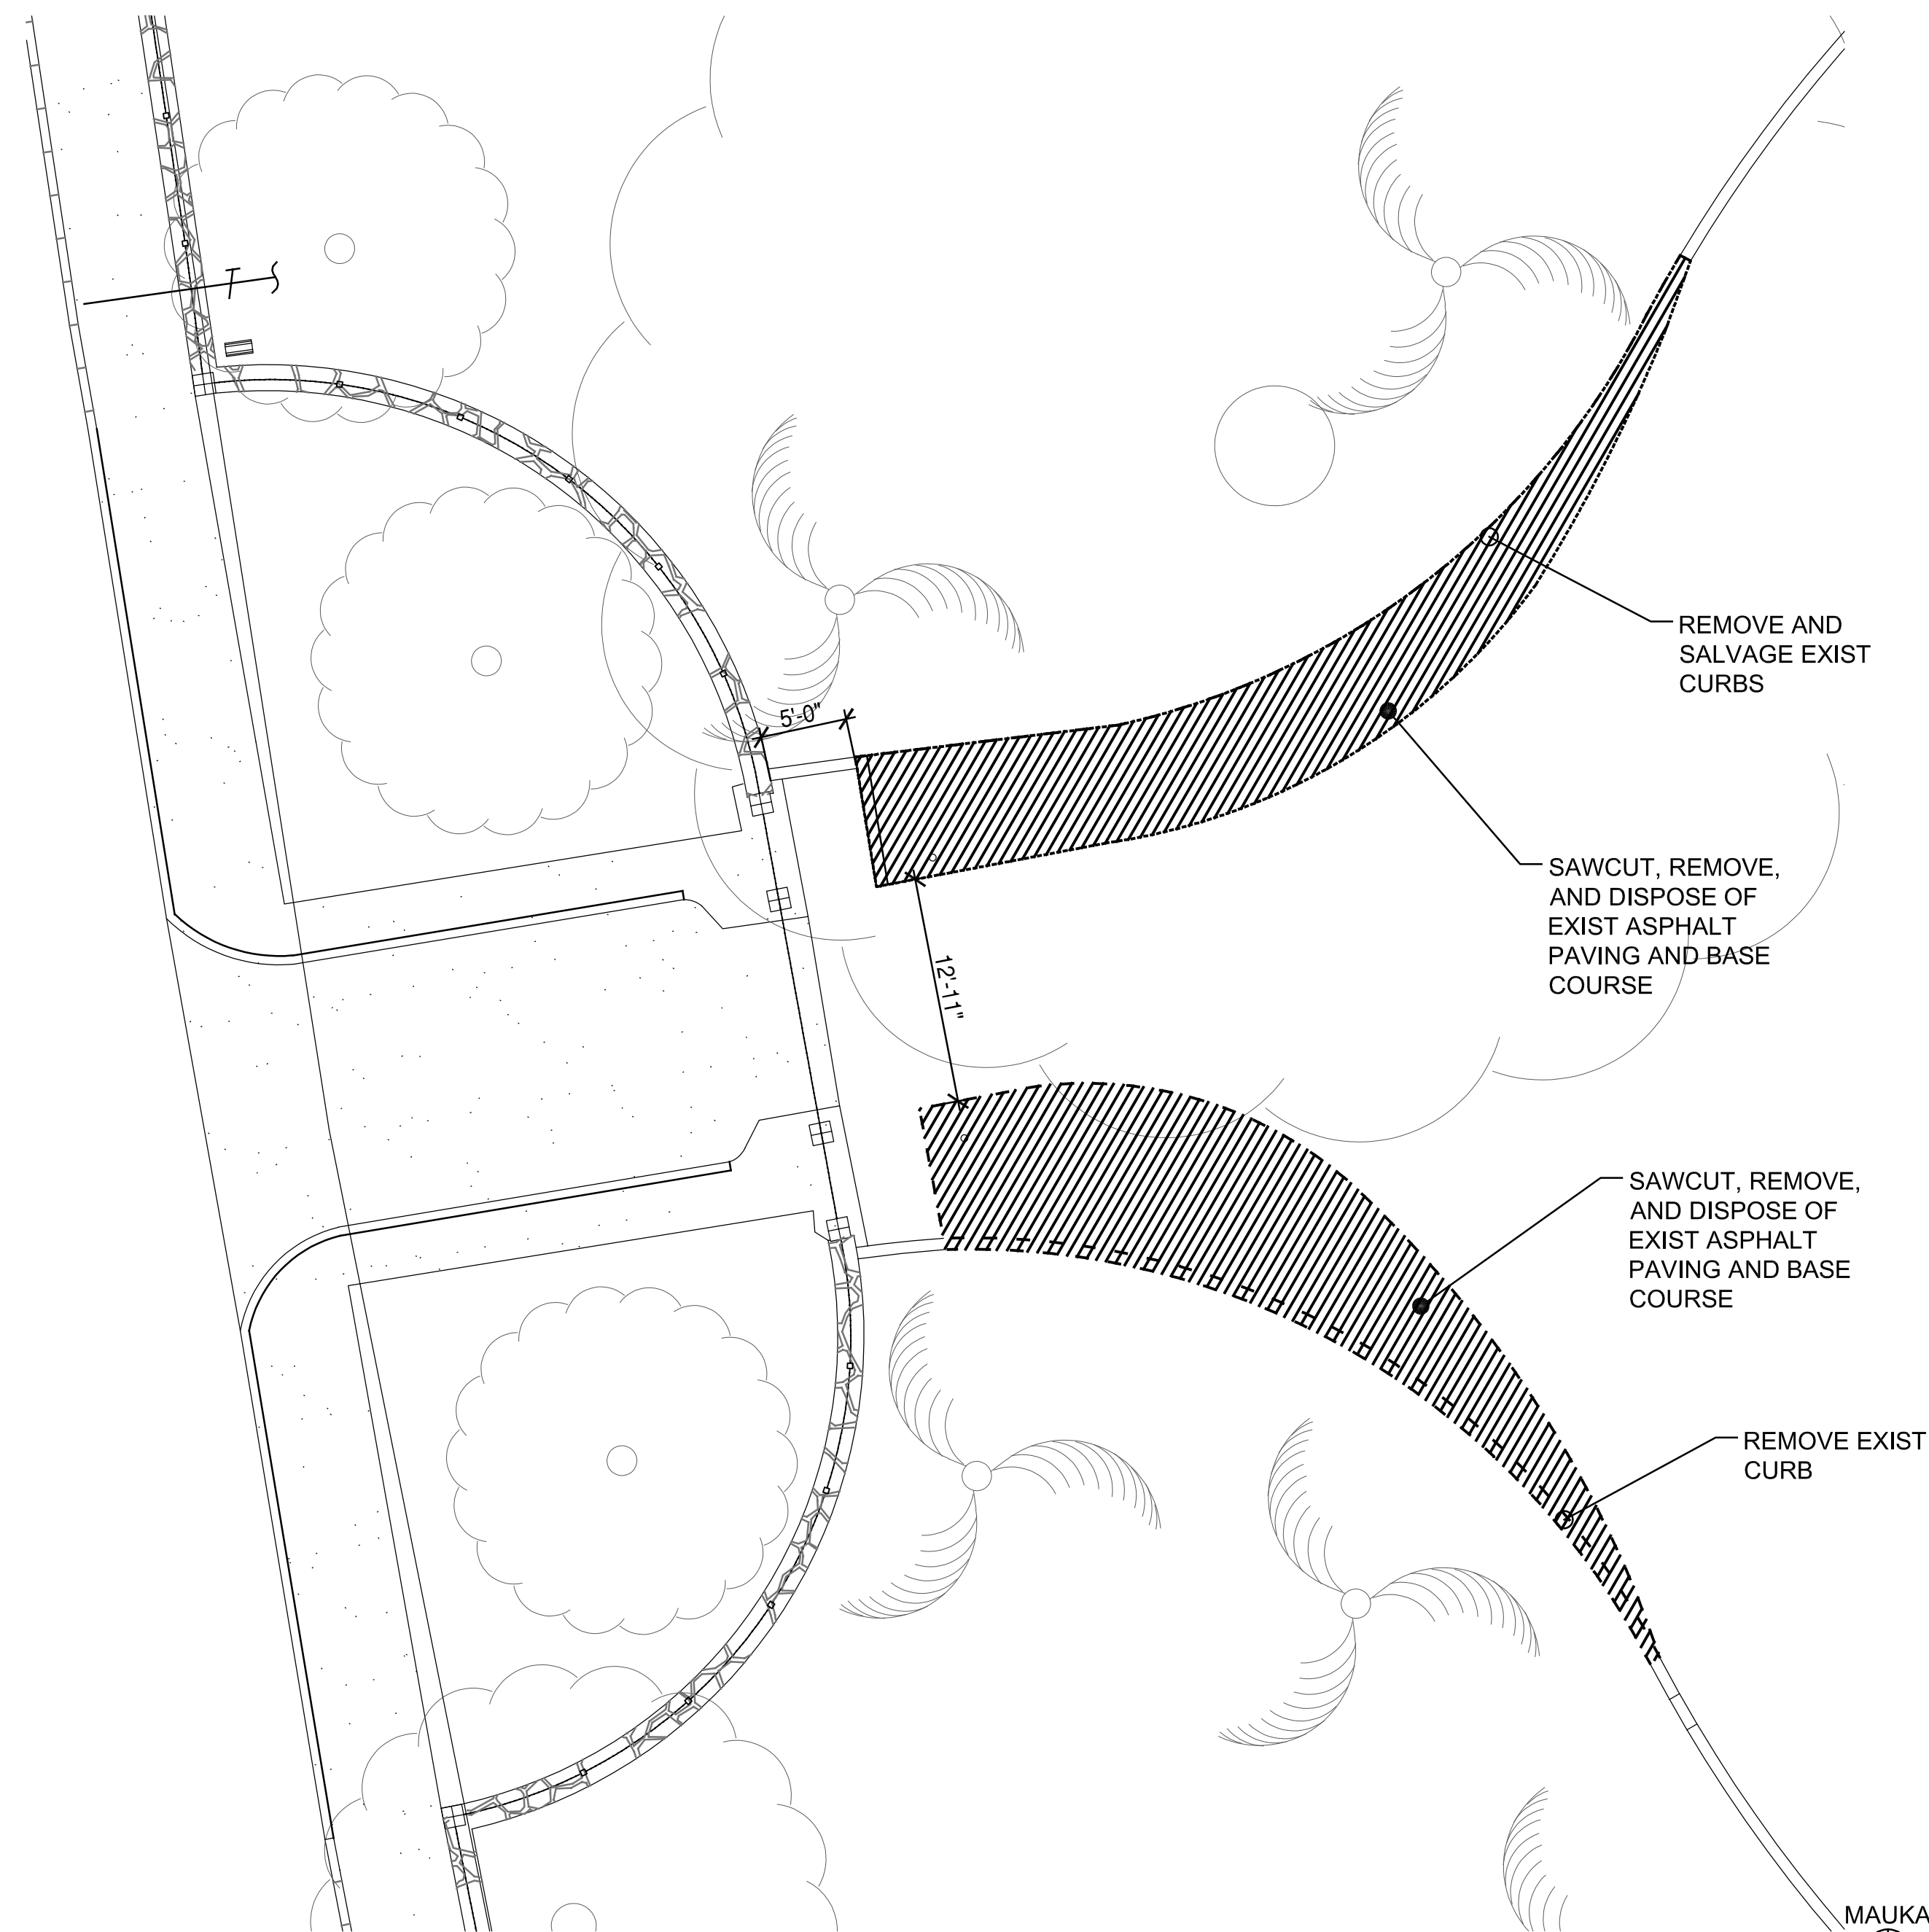 T
5'-0"
REMOVE AND
SALVAGE EXIST
CURBS
SAWCUT, REMOVE,
AND DISPOSE OF
EXIST ASPHALT
PAVING AND BASE
COURSE
12'-11"
SAWCUT, REMOVE,
AND DISPOSE OF
EXIST ASPHALT
PAVING AND BASE
COURSE
REMOVE EXIST
CURB
MAUKA